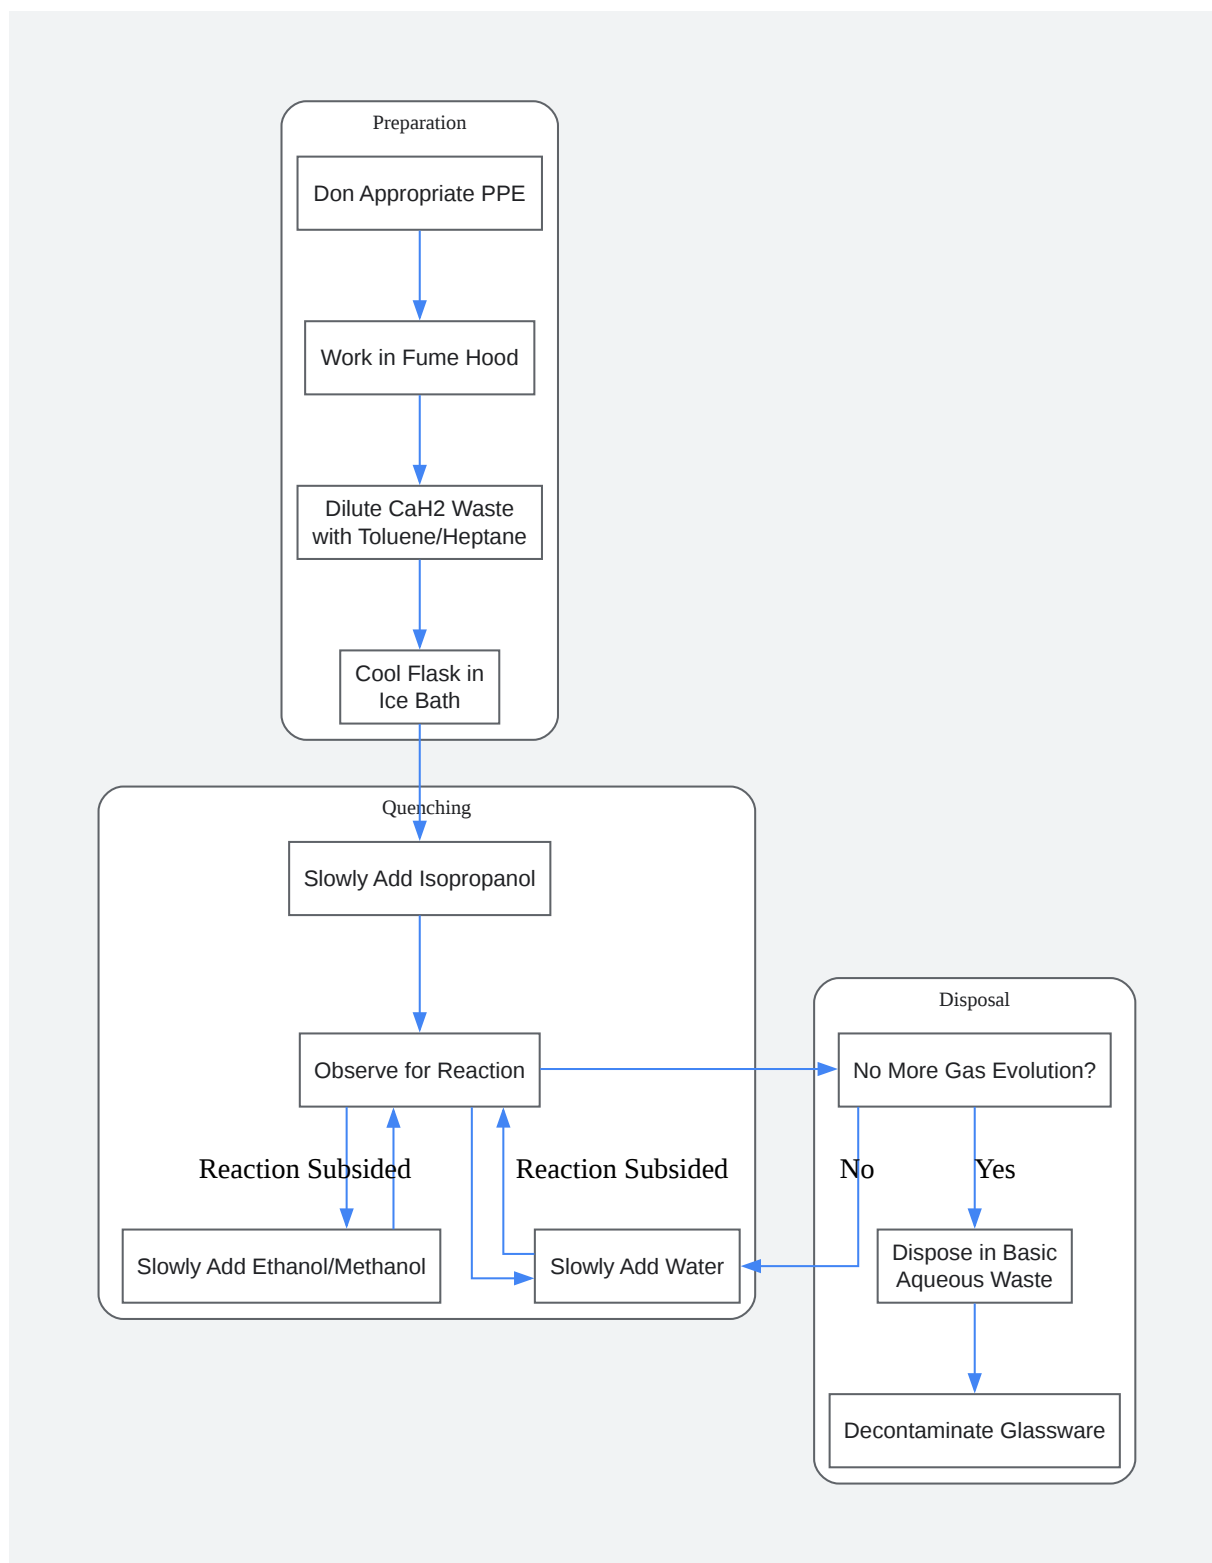 Preparation
Don Appropriate PPE
Work in Fume Hood
Dilute CaH2 Waste
with Toluene/Heptane
Cool Flask in
Ice Bath
Quenching
Slowly Add Isopropanol
Observe for Reaction
Reaction Subsided
Reaction Subsided
Slowly Add Ethanol/Methanol
Slowly Add Water
Disposal
No More Gas Evolution?
No
Yes
Dispose in Basic
Aqueous Waste
Decontaminate Glassware